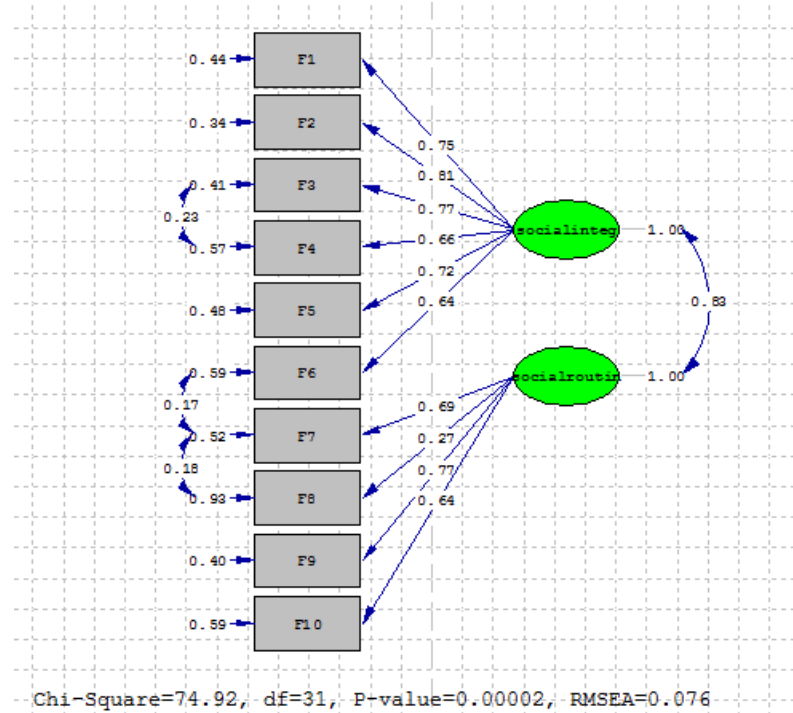 0.44 F1
0.75
0.34 F2
0.81
0.41 F3
0.77
0.23
socialinteg 1.00
0.66
0.57 F4
0.72
0.83
0.48 F5
0.64
0.59 F6
socialroutin 1.00
0.17
0.69
0.52 F7
0.27
0.18
0.77
0.93 F8
0.64
0.40 F9
0.59 F10
Chi-Square=74.92, df=31, P-value=0.00002, RMSEA=0.076